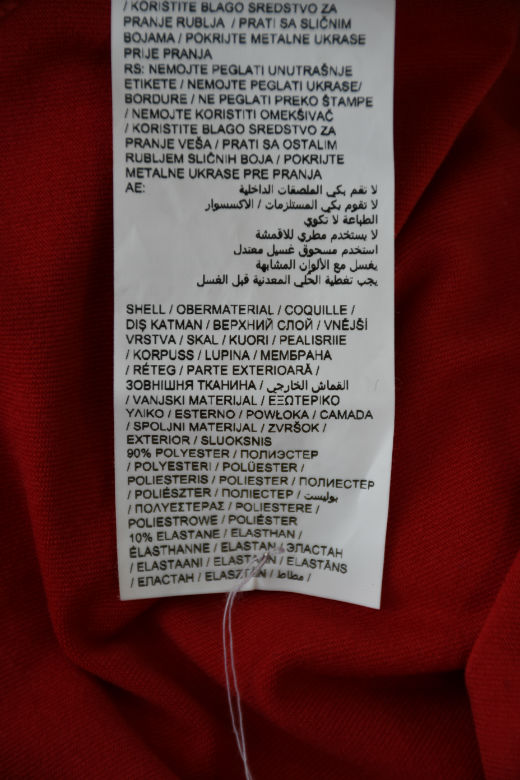 / KORISTITE BLAGO SREDSTVO ZA
PRANJE RUBLJA / PRATI SA SLIČNIM
BOJAMA / POKRIJTE METALNE UKRASE
PRIJE PRANJA
RS: NEMOJTE PEGLATI UNUTRAŠNJE
ETIKETE / NEMOJTE PEGLATI UKRASE/
BORDURE / NE PEGLATI PREKO ŠTAMPE
/ NEMOJTE KORISTITI OMEKŠIVAČ
/ KORISTITE BLAGO SREDSTVO ZA
PRANJE VEŠA / PRATI SA OSTALIM
RUBLJEM SLIČNIH BOJA / POKRIJTE
METALNE UKRASE PRE PRANJA
AE: لا تقم بكي الملصقات الداخلية
لا تقوم بكي المستلزمات / الاكسسوار
الطباعة لا تكوي
لا يستخدم مطري للاقمشة
استخدم مسحوق غسيل معتدل
يغسل مع الألوان المشابهة
يجب تغطية الحلي المعدنية قبل الغسل
SHELL / OBERMATERIAL / COQUILLE /
DIŞ KATMAN / ВЕРХНИЙ СЛОЙ / VNĚJŠÍ
VRSTVA / SKAL / KUORI / PEALISRIIE
/ KORPUSS / LUPINA / МЕМБРАНА
/ RÉTEG / PARTE EXTERIOARĂ /
ЗОВНІШНЯ ТКАНИНА / القماش الخارجي
/ VANJSKI MATERIJAL / ΕΞΩΤΕΡΙΚΟ
ΥΛΙΚΟ / ESTERNO / POWŁOKA / CAMADA
/ SPOLJNI MATERIJAL / ZVRŠOK /
EXTERIOR / SLUOKSNIS
90% POLYESTER / ПОЛИЭСТЕР
/ POLYESTERI / POLÜESTER /
POLIESTERIS / POLIESTER / ПОЛИЕСТЕР
/ POLIÉSZTER / ПОЛІЕСТЕР / بوليستر
/ ΠΟΛΥΕΣΤΕΡΑΣ / POLIESTERE /
POLIESTROWE / POLIÉSTER
10% ELASTANE / ELASTHAN /
ÉLASTHANNE / ELASTAN / ЭЛАСТАН
/ ELASTAANI / ELASTAAN / ELASTĀNS
/ ЕЛАСТАН / ELASZTÁN / مطاط /